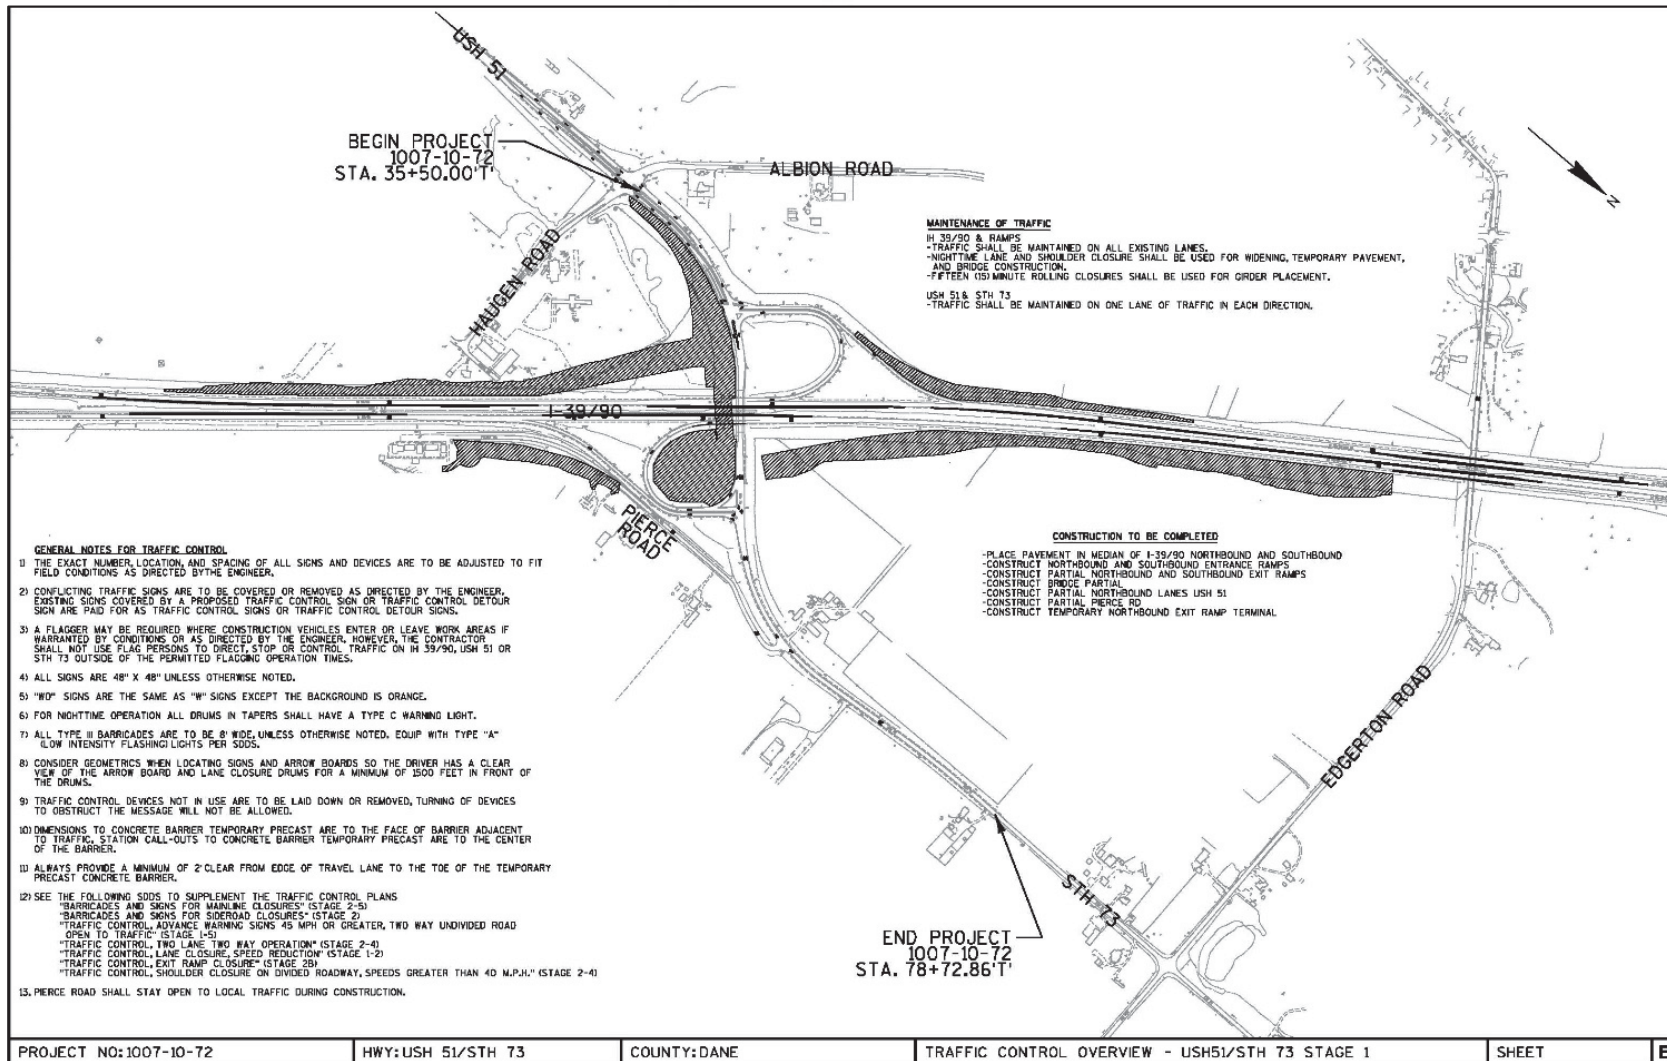 USH 51
BEGIN PROJECT
1007-10-72
STA. 35+50.00'T'
ALBION ROAD
HAUGEN ROAD
N
MAINTENANCE OF TRAFFIC
IH 39/90 & RAMPS
-TRAFFIC SHALL BE MAINTAINED ON ALL EXISTING LANES.
-NIGHTTIME LANE AND SHOULDER CLOSURE SHALL BE USED FOR WIDENING, TEMPORARY PAVEMENT,
AND BRIDGE CONSTRUCTION.
-FIFTEEN (15) MINUTE ROLLING CLOSURES SHALL BE USED FOR GIRDER PLACEMENT.
USH 51 & STH 73
-TRAFFIC SHALL BE MAINTAINED ON ONE LANE OF TRAFFIC IN EACH DIRECTION.
I-39/90
PIERCE
ROAD
GENERAL NOTES FOR TRAFFIC CONTROL
1) THE EXACT NUMBER, LOCATION, AND SPACING OF ALL SIGNS AND DEVICES ARE TO BE ADJUSTED TO FIT
FIELD CONDITIONS AS DIRECTED BYTHE ENGINEER.
2) CONFLICTING TRAFFIC SIGNS ARE TO BE COVERED OR REMOVED AS DIRECTED BY THE ENGINEER.
EXISTING SIGNS COVERED BY A PROPOSED TRAFFIC CONTROL SIGN OR TRAFFIC CONTROL DETOUR
SIGN ARE PAID FOR AS TRAFFIC CONTROL SIGNS OR TRAFFIC CONTROL DETOUR SIGNS.
3) A FLAGGER MAY BE REQUIRED WHERE CONSTRUCTION VEHICLES ENTER OR LEAVE WORK AREAS IF
WARRANTED BY CONDITIONS OR AS DIRECTED BY THE ENGINEER, HOWEVER, THE CONTRACTOR
SHALL NOT USE FLAG PERSONS TO DIRECT, STOP OR CONTROL TRAFFIC ON IH 39/90, USH 51 OR
STH 73 OUTSIDE OF THE PERMITTED FLAGGING OPERATION TIMES.
4) ALL SIGNS ARE 48" X 48" UNLESS OTHERWISE NOTED.
5) "WO" SIGNS ARE THE SAME AS "W" SIGNS EXCEPT THE BACKGROUND IS ORANGE.
6) FOR NIGHTTIME OPERATION ALL DRUMS IN TAPERS SHALL HAVE A TYPE C WARNING LIGHT.
7) ALL TYPE III BARRICADES ARE TO BE 8' WIDE, UNLESS OTHERWISE NOTED. EQUIP WITH TYPE "A"
(LOW INTENSITY FLASHING) LIGHTS PER SDDS.
8) CONSIDER GEOMETRICS WHEN LOCATING SIGNS AND ARROW BOARDS SO THE DRIVER HAS A CLEAR
VIEW OF THE ARROW BOARD AND LANE CLOSURE DRUMS FOR A MINIMUM OF 1500 FEET IN FRONT OF
THE DRUMS.
9) TRAFFIC CONTROL DEVICES NOT IN USE ARE TO BE LAID DOWN OR REMOVED, TURNING OF DEVICES
TO OBSTRUCT THE MESSAGE WILL NOT BE ALLOWED.
10) DIMENSIONS TO CONCRETE BARRIER TEMPORARY PRECAST ARE TO THE FACE OF BARRIER ADJACENT
TO TRAFFIC, STATION CALL-OUTS TO CONCRETE BARRIER TEMPORARY PRECAST ARE TO THE CENTER
OF THE BARRIER.
11) ALWAYS PROVIDE A MINIMUM OF 2' CLEAR FROM EDGE OF TRAVEL LANE TO THE TOE OF THE TEMPORARY
PRECAST CONCRETE BARRIER.
12) SEE THE FOLLOWING SDDS TO SUPPLEMENT THE TRAFFIC CONTROL PLANS
"BARRICADES AND SIGNS FOR MAINLINE CLOSURES" (STAGE 2-5)
"BARRICADES AND SIGNS FOR SIDEROAD CLOSURES" (STAGE 2)
"TRAFFIC CONTROL, ADVANCE WARNING SIGNS 45 MPH OR GREATER, TWO WAY UNDIVIDED ROAD
OPEN TO TRAFFIC" (STAGE 1-5)
"TRAFFIC CONTROL, TWO LANE TWO WAY OPERATION" (STAGE 2-4)
"TRAFFIC CONTROL, LANE CLOSURE, SPEED REDUCTION" (STAGE 1-2)
"TRAFFIC CONTROL, EXIT RAMP CLOSURE" (STAGE 2B)
"TRAFFIC CONTROL, SHOULDER CLOSURE ON DIVIDED ROADWAY, SPEEDS GREATER THAN 40 M.P.H." (STAGE 2-4)
13. PIERCE ROAD SHALL STAY OPEN TO LOCAL TRAFFIC DURING CONSTRUCTION.
CONSTRUCTION TO BE COMPLETED
-PLACE PAVEMENT IN MEDIAN OF I-39/90 NORTHBOUND AND SOUTHBOUND
-CONSTRUCT NORTHBOUND AND SOUTHBOUND ENTRANCE RAMPS
-CONSTRUCT PARTIAL NORTHBOUND AND SOUTHBOUND EXIT RAMPS
-CONSTRUCT BRIDGE PARTIAL
-CONSTRUCT PARTIAL NORTHBOUND LANES USH 51
-CONSTRUCT PARTIAL PIERCE RD
-CONSTRUCT TEMPORARY NORTHBOUND EXIT RAMP TERMINAL
EDGERTON ROAD
STH 73
END PROJECT
1007-10-72
STA. 78+72.86'T'
PROJECT NO:1007-10-72
HWY:USH 51/STH 73
COUNTY:DANE
TRAFFIC CONTROL OVERVIEW - USH51/STH 73 STAGE 1
SHEET